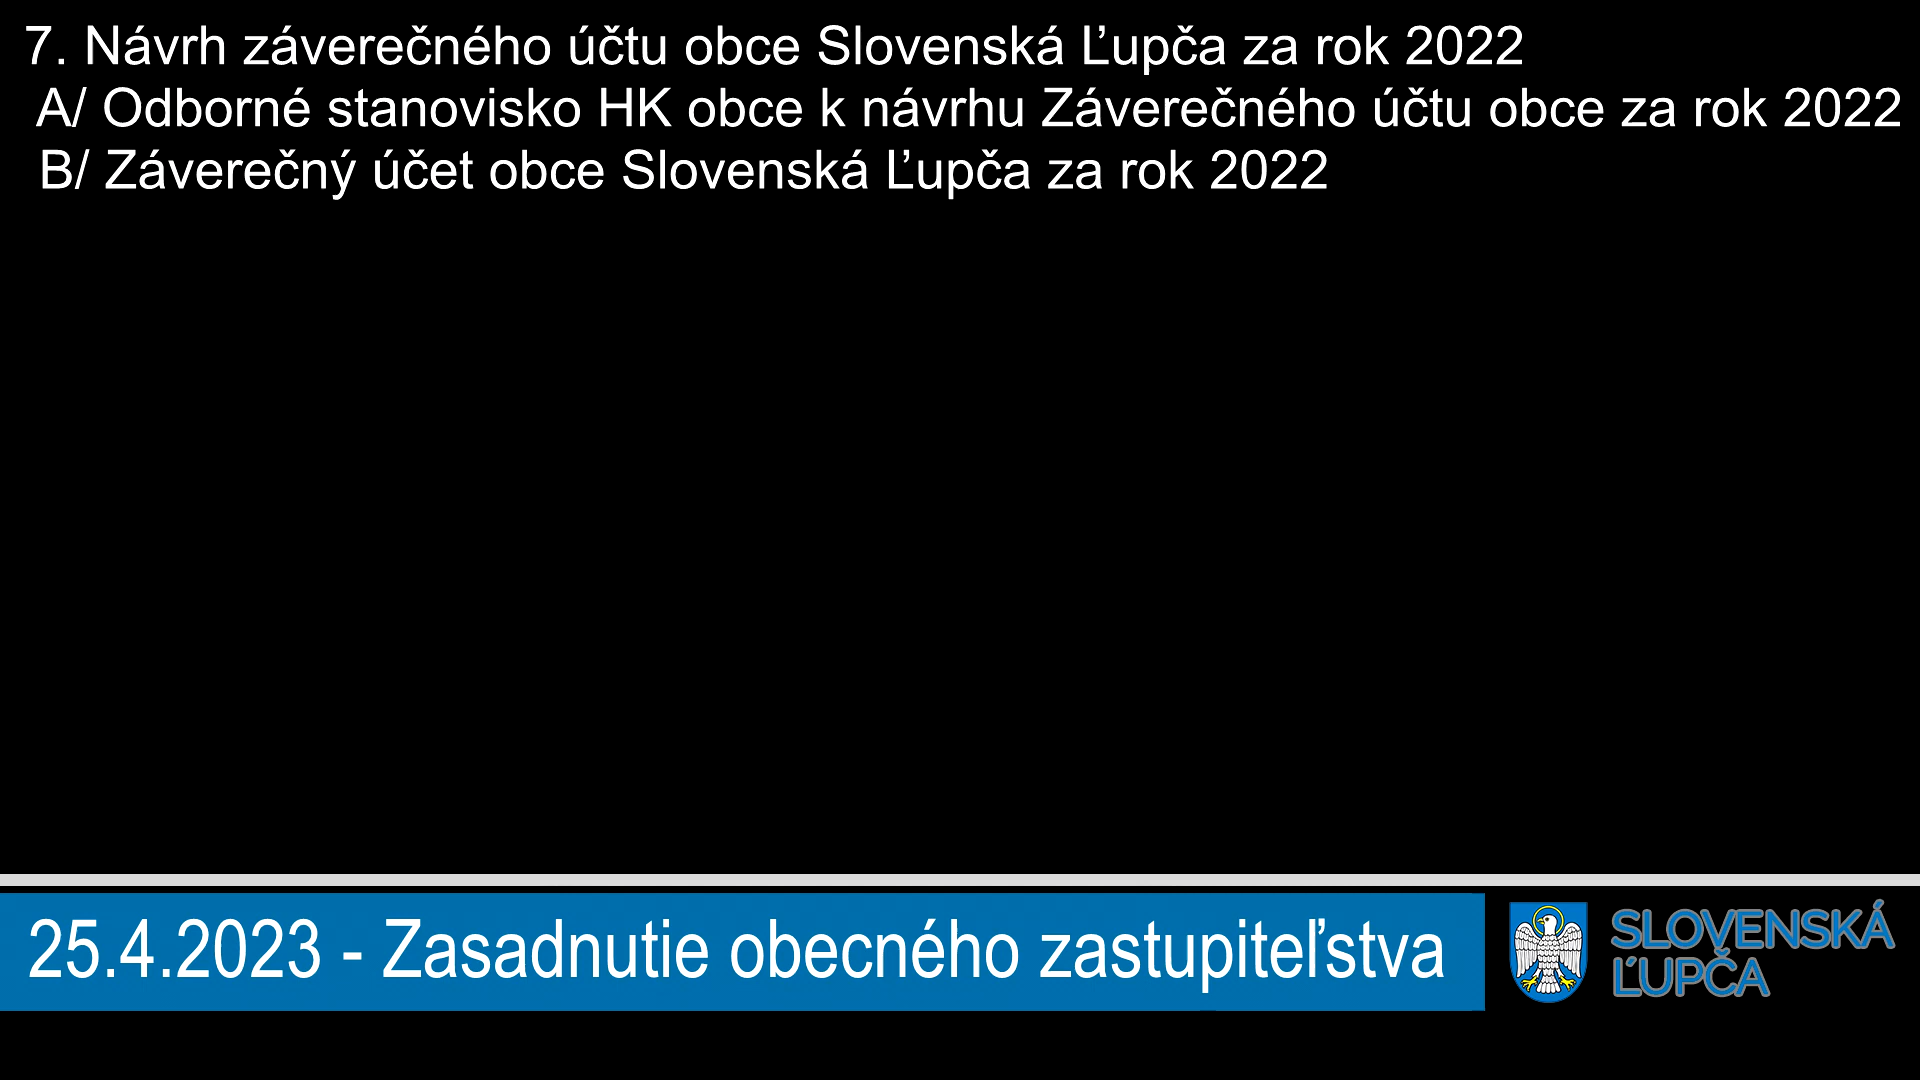 7. Návrh záverečného účtu obce Slovenská Ľupča za rok 2022
A/ Odborné stanovisko HK obce k návrhu Záverečného účtu obce za rok 2022
B/ Záverečný účet obce Slovenská Ľupča za rok 2022
25.4.2023 - Zasadnutie obecného zastupiteľstva
SLOVENSKÁ
ĽUPČA